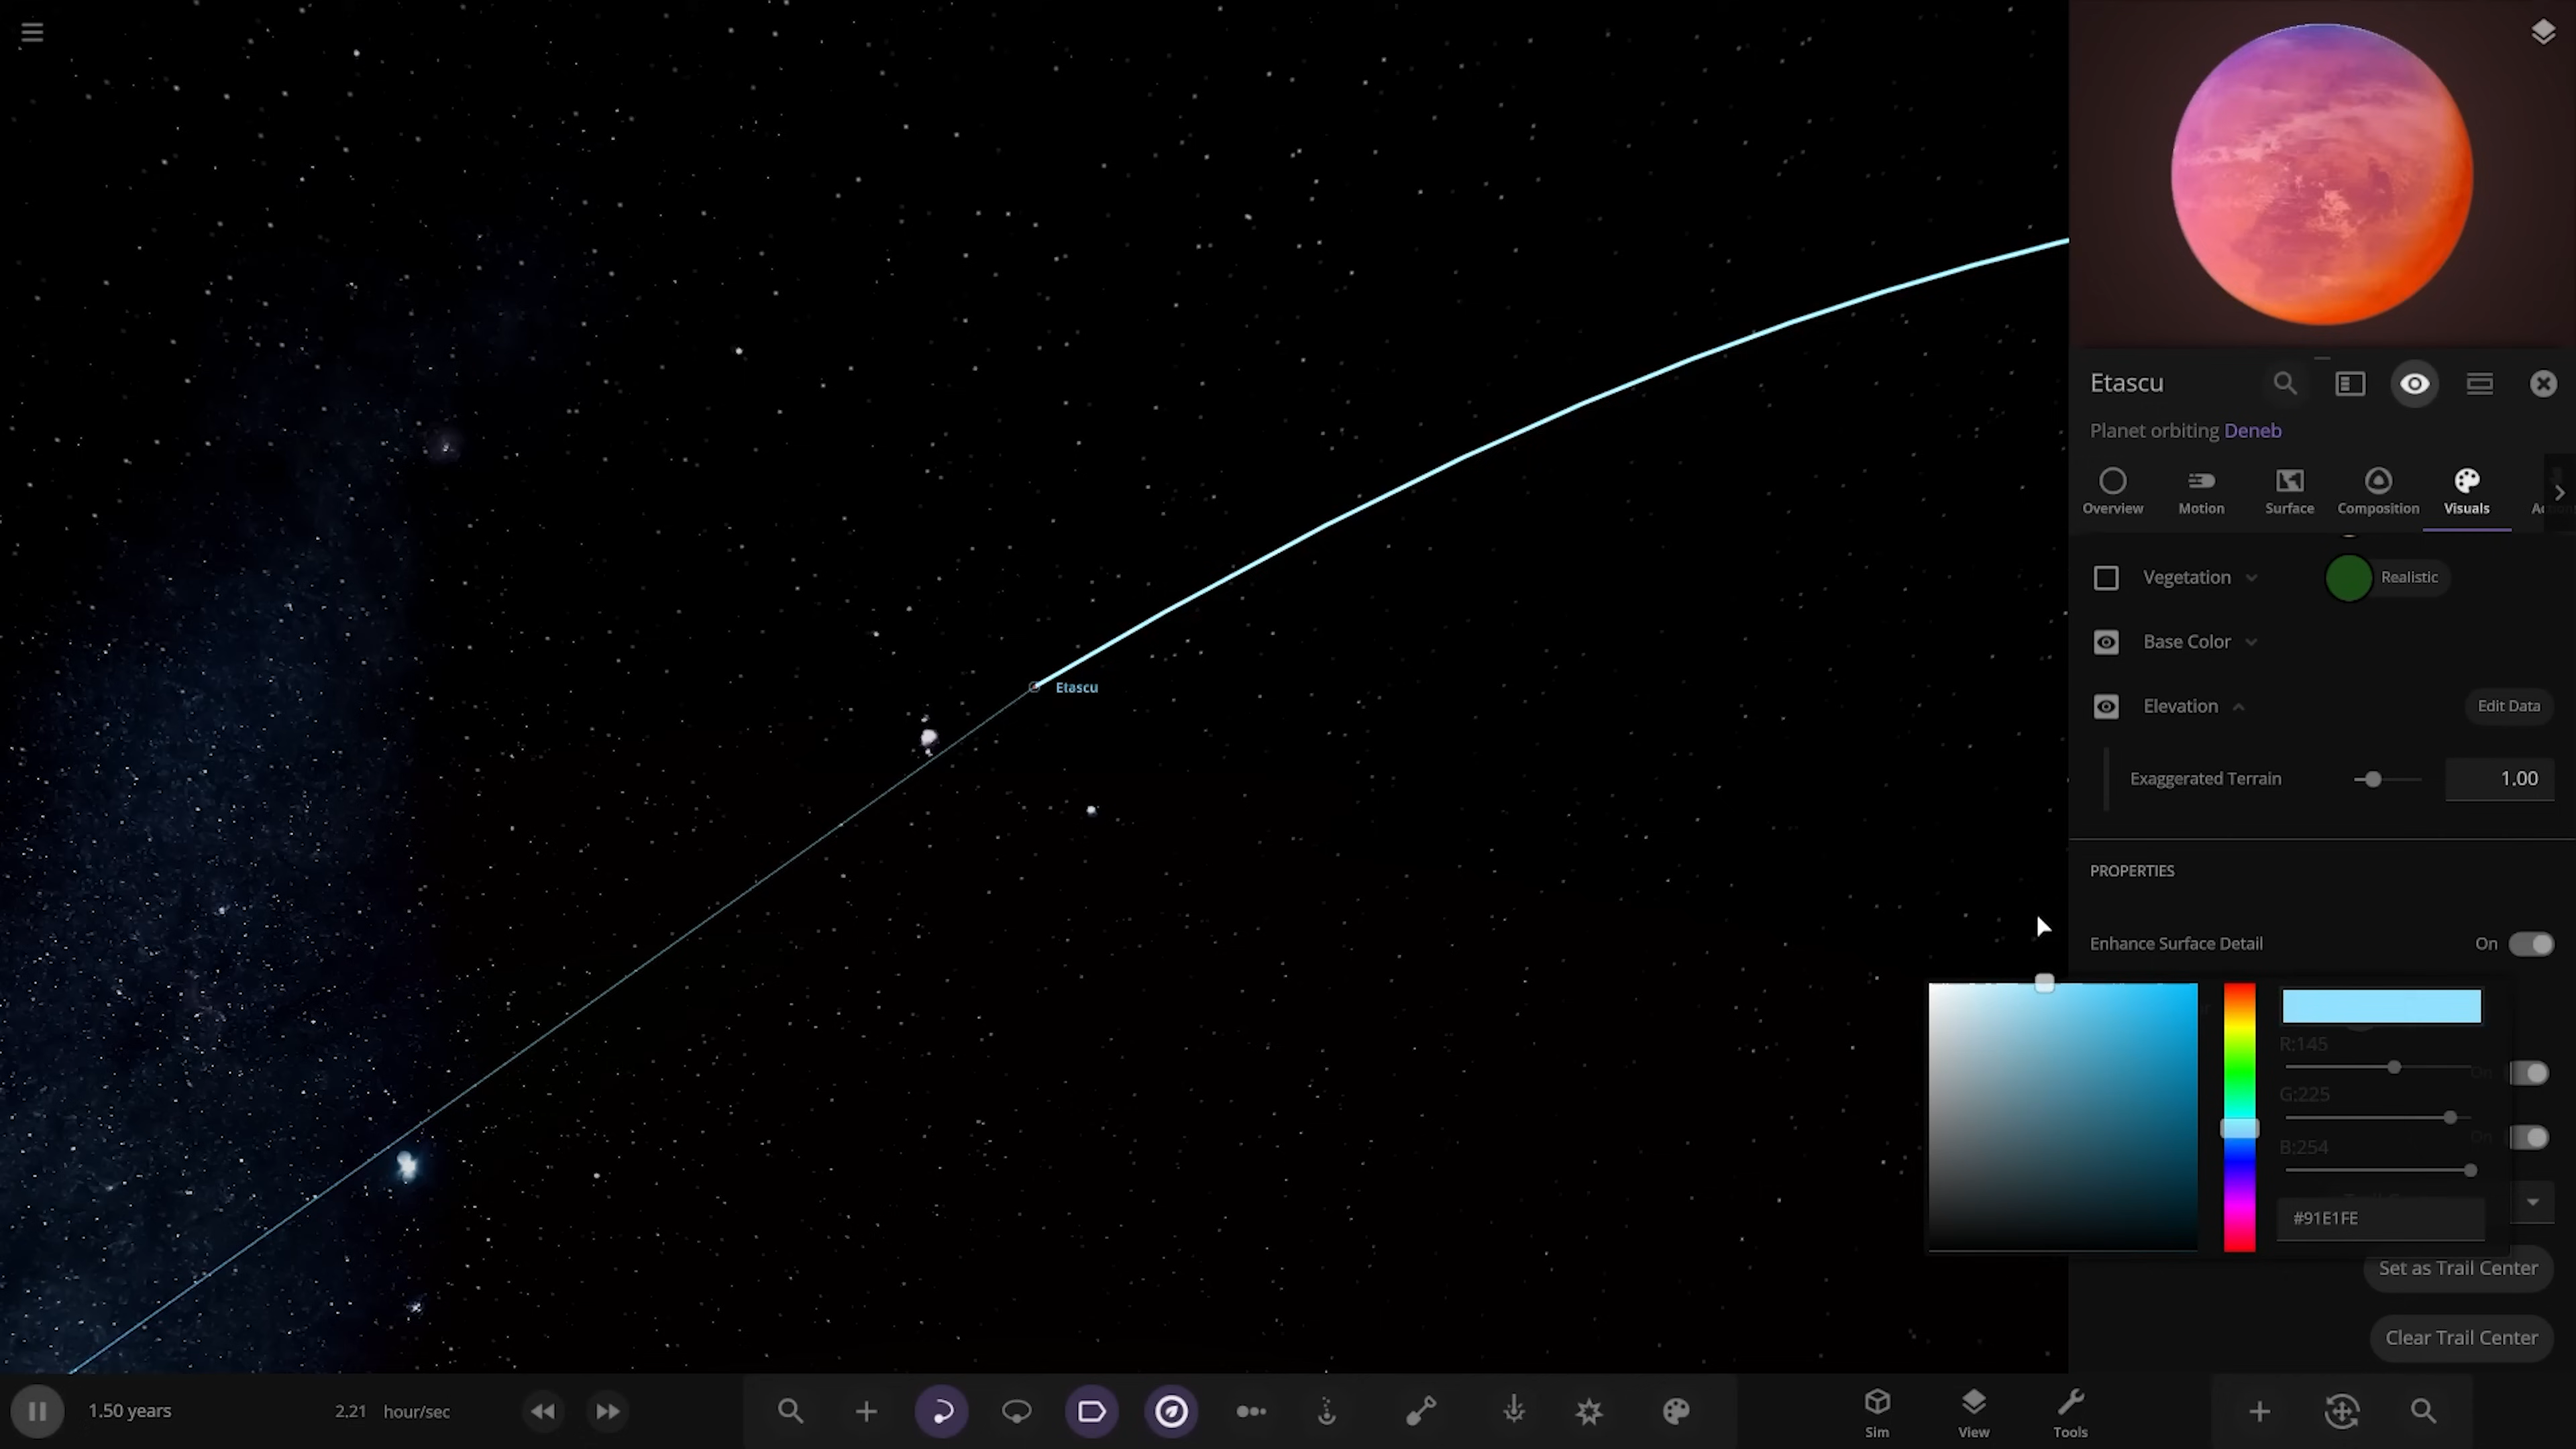 Etascu
Planet orbiting Deneb
Overview
Motion
Surface
Composition
Visuals
Vegetation
Realistic
Base Color
Elevation
Edit Data
Exaggerated Terrain
1.00
Etascu
PROPERTIES
Enhance Surface Detail
On
R:145
On
G:225
On
B:254
#91E1FE
Set as Trail Center
Clear Trail Center
1.50 years
2.21 hour/sec
Sim
View
Tools